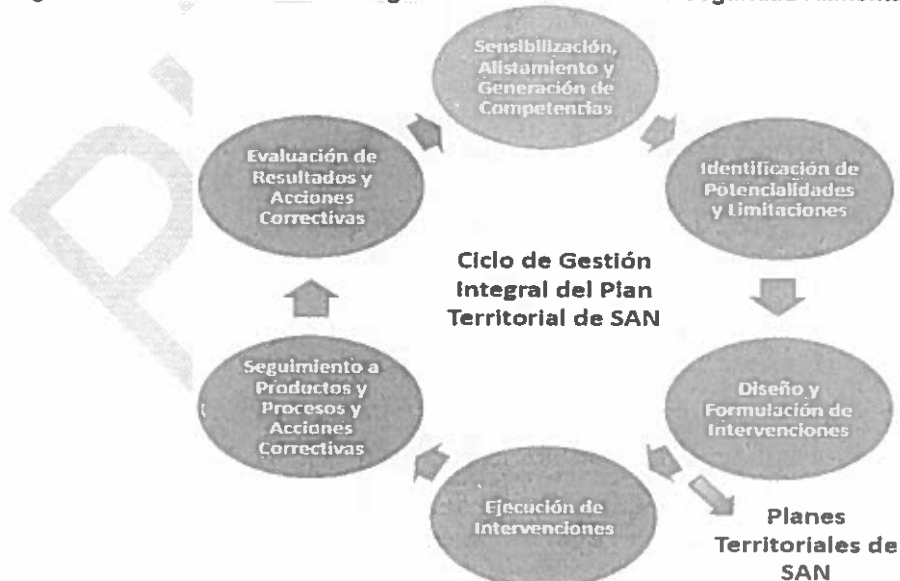 Sensibilización,
Alistamiento y
Generación de
Competencias
Identificación de
Potencialidades
y Limitaciones
Diseño y
Formulación de
Intervenciones
Planes
Territoriales de
SAN
Ejecución de
Intervenciones
Seguimiento a
Productos y
Procesos y
Acciones
Correctivas
Evaluación de
Resultados y
Acciones
Correctivas
Ciclo de Gestión
Integral del Plan
Territorial de SAN